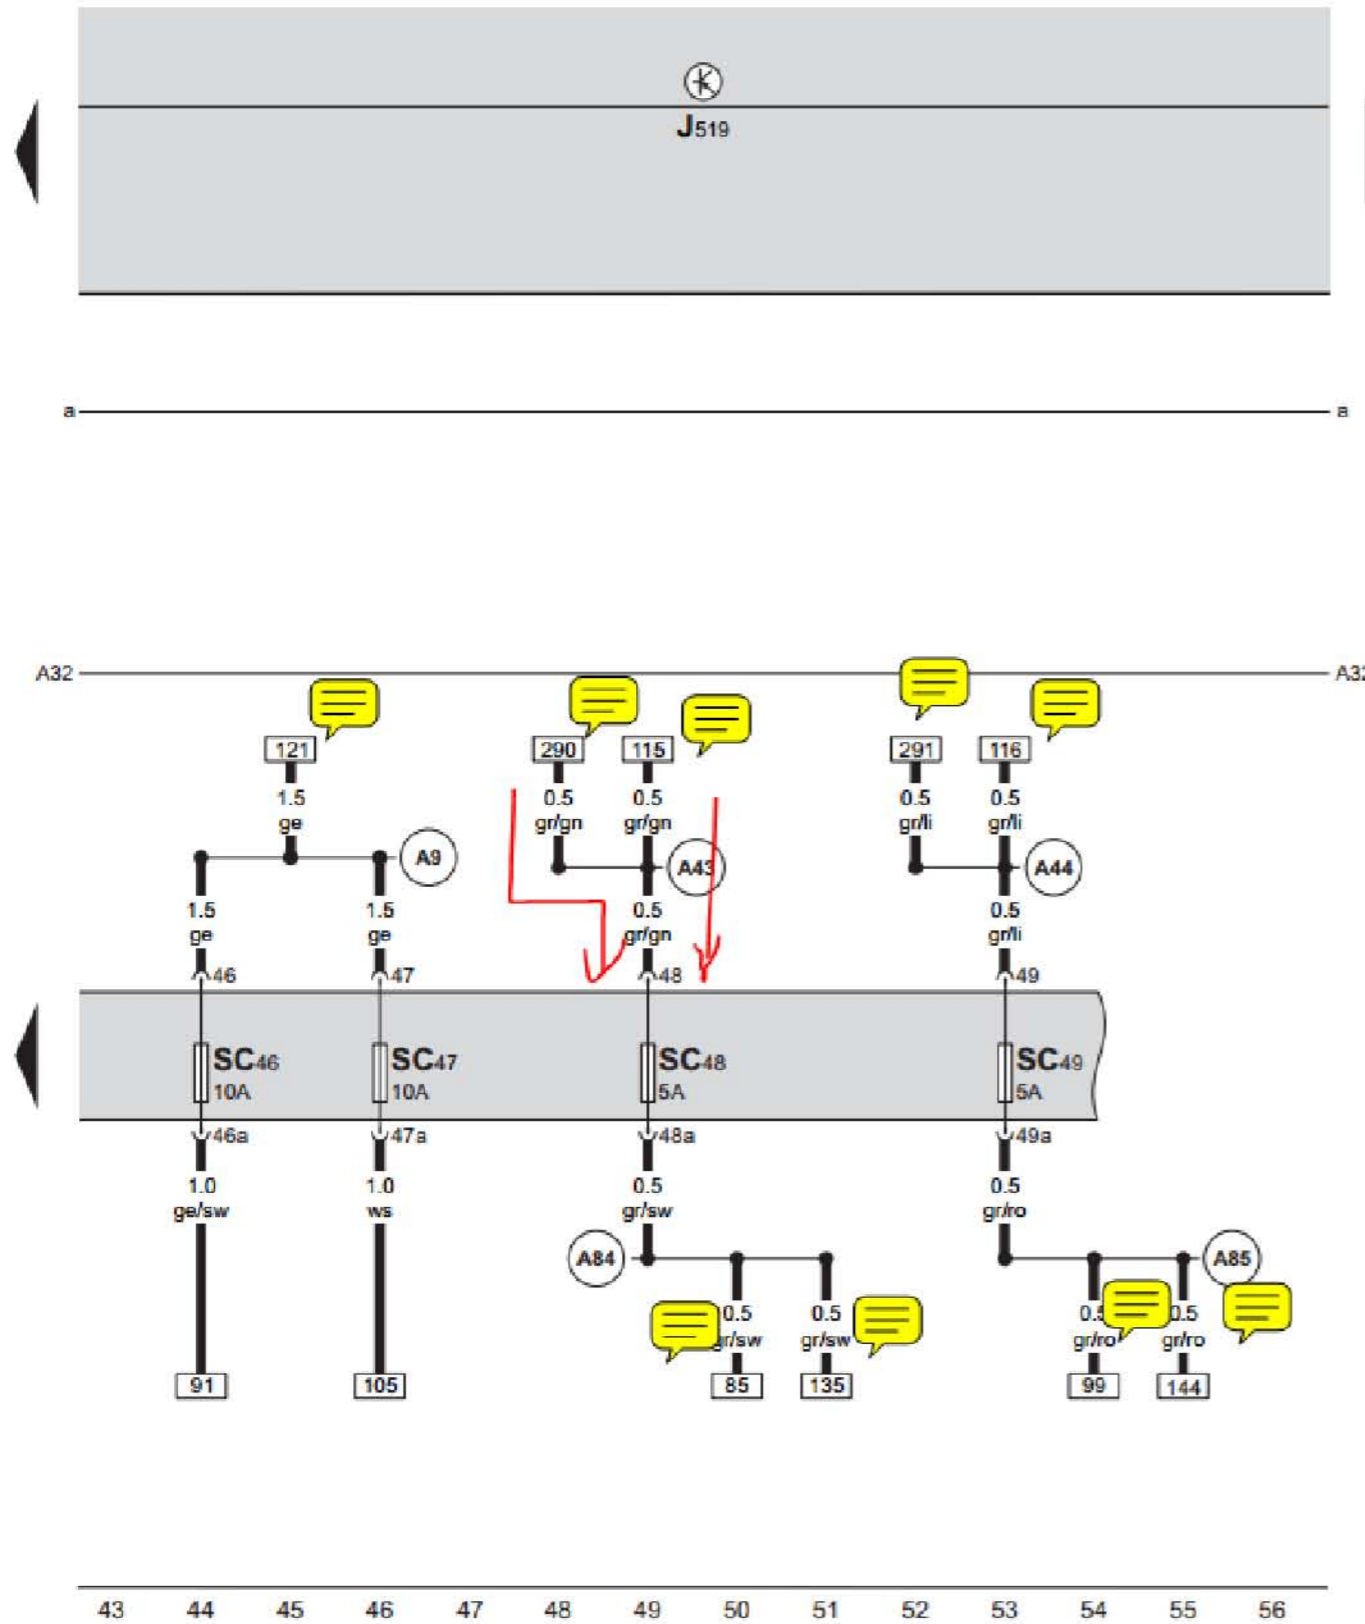 J519
a a
A32 A32
121 290 115 291 116
1.5 0.5 0.5 0.5 0.5
ge gr/gn gr/gn gr/li gr/li
A9 A43 A44
1.5 1.5 0.5 0.5
ge ge gr/gn gr/li
46 47 48 49
SC46 SC47 SC48 SC49
10A 10A 5A 5A
46a 47a 48a 49a
1.0 1.0 0.5 0.5
ge/sw ws gr/sw gr/ro
A84 A85
0.5 0.5 0.5 0.5
gr/sw gr/sw gr/ro gr/ro
91 105 85 135 99 144
43 44 45 46 47 48 49 50 51 52 53 54 55 56